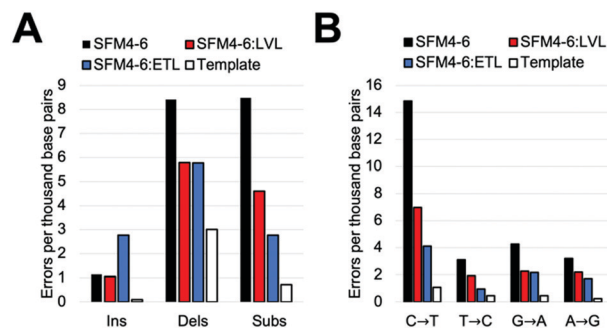 A
SFM4-6 SFM4-6:LVL
SFM4-6:ETL Template
Errors per thousand base pairs
9
8
7
6
5
4
3
2
1
0
Ins Dels Subs
B
SFM4-6 SFM4-6:LVL
SFM4-6:ETL Template
Errors per thousand base pairs
16
14
12
10
8
6
4
2
0
C→T T→C G→A A→G